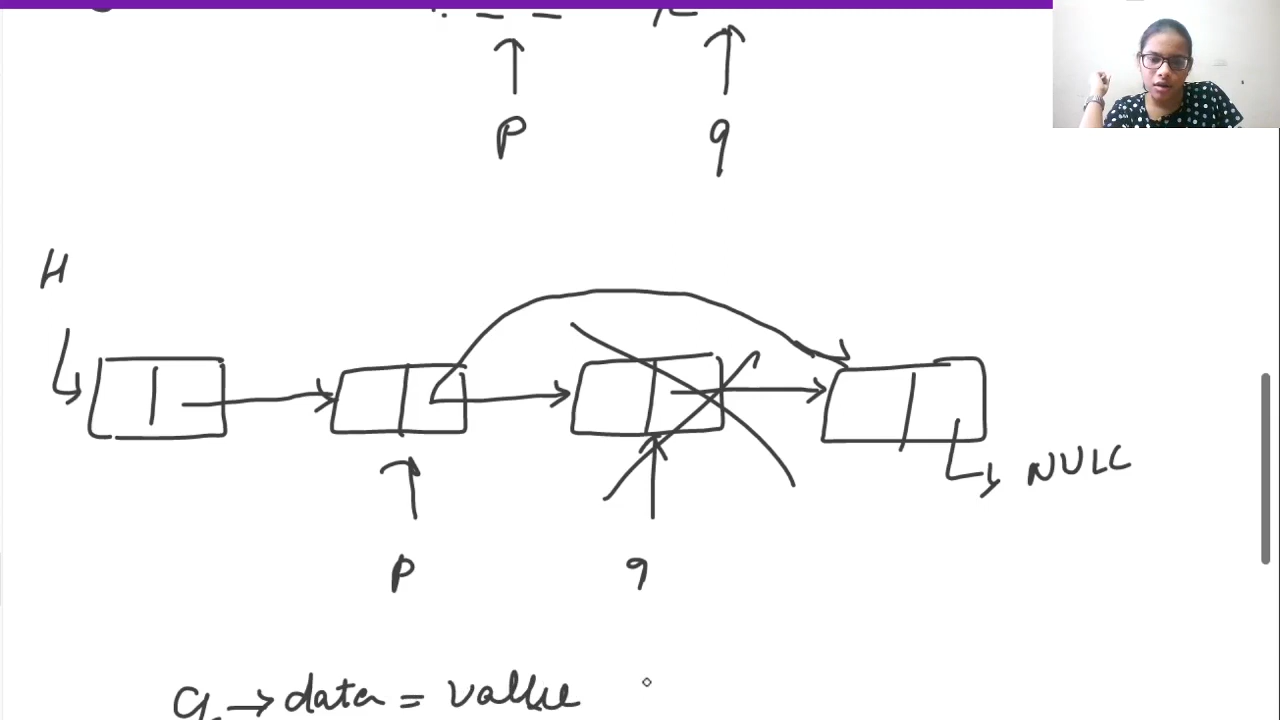 p q
H
NULL
p q
q → data = value